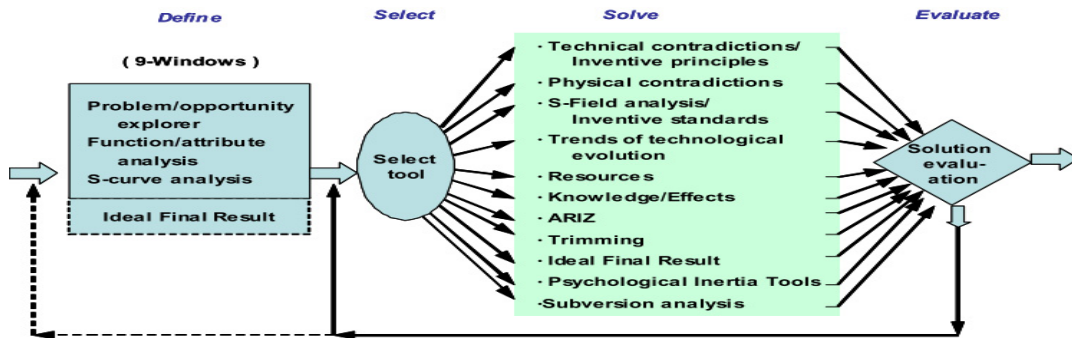 Define
Select
Solve
Evaluate
( 9-Windows )
Problem/opportunity
explorer
Function/attribute
analysis
S-curve analysis
Ideal Final Result
Select
tool
· Technical contradictions/
Inventive principles
· Physical contradictions
· S-Field analysis/
Inventive standards
· Trends of technological
evolution
· Resources
· Knowledge/Effects
· ARIZ
· Trimming
· Ideal Final Result
· Psychological Inertia Tools
·Subversion analysis
Solution
evalu-
ation